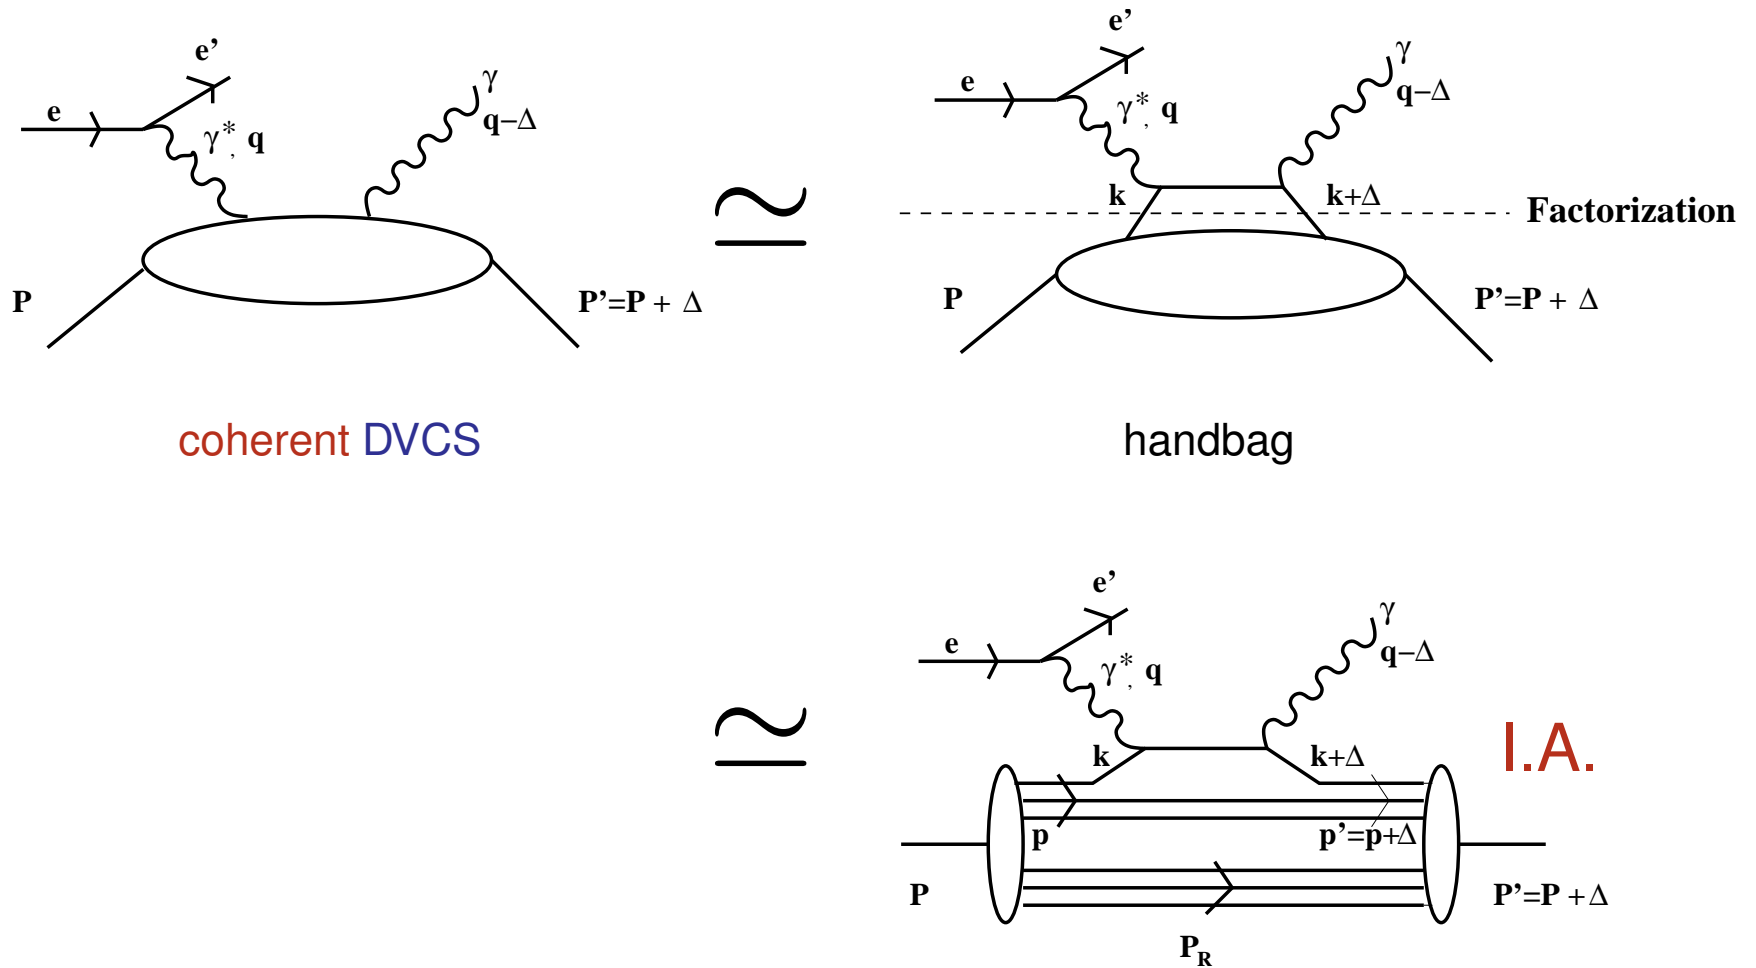 e’
e
γ*, q
γ
q−Δ
P
P’=P + Δ
coherent DVCS
≃
e’
e
γ*, q
γ
q−Δ
k
k+Δ
Factorization
P
P’=P + Δ
handbag
≃
e’
e
γ*, q
γ
q−Δ
k
k+Δ
I.A.
p
p’=p+Δ
P
P’=P + Δ
P_R